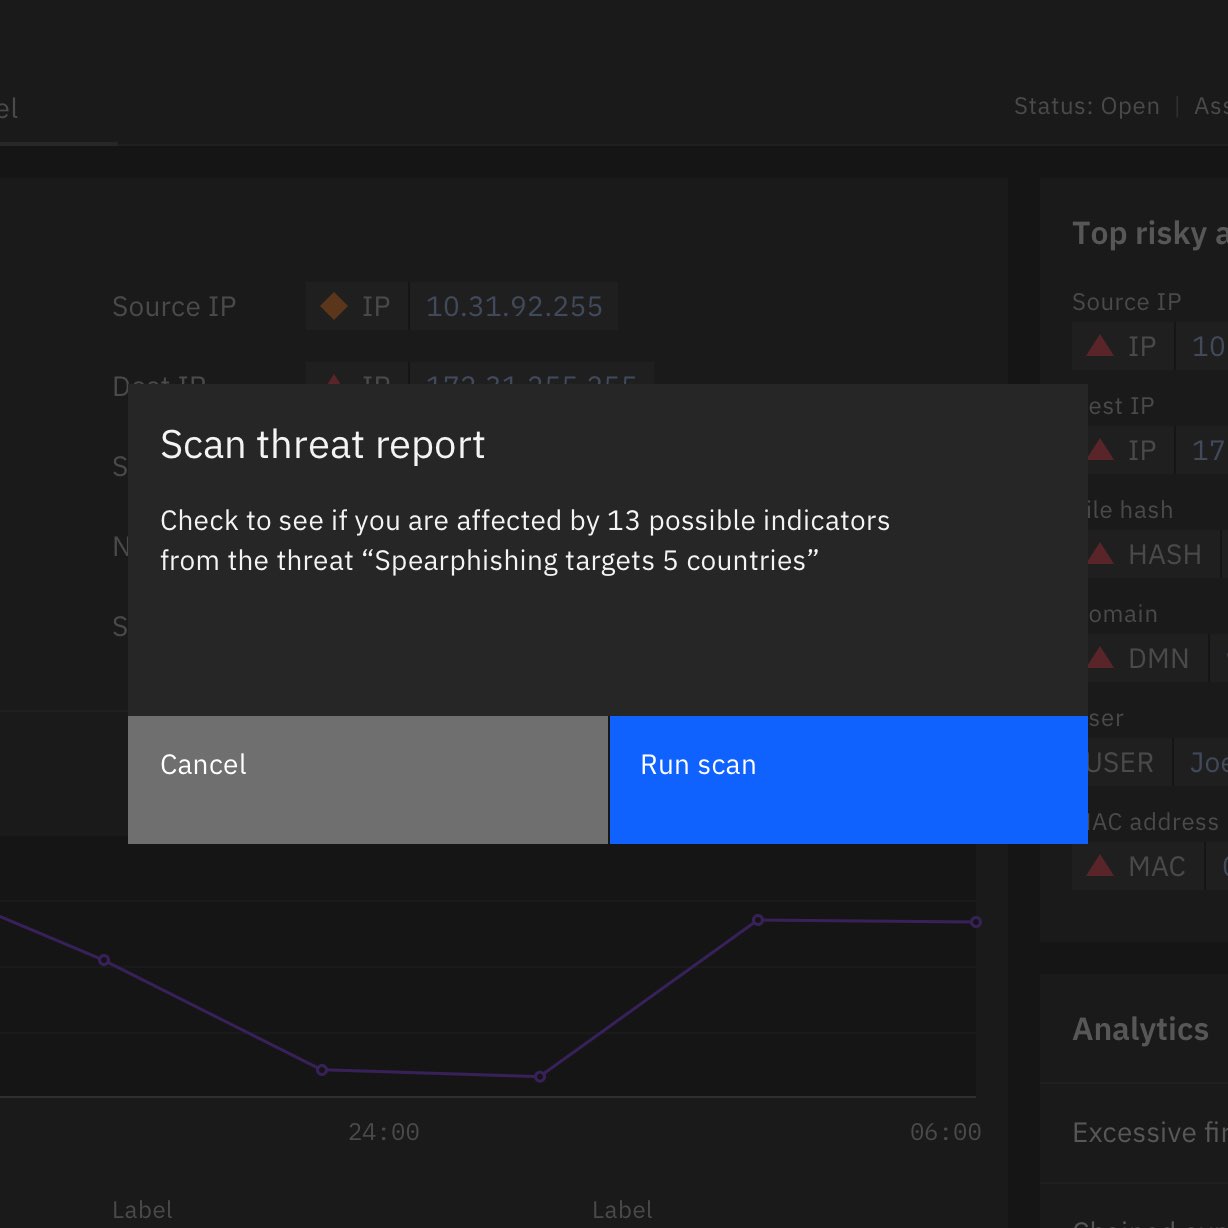 el
Status: Open | Ass
Top risky a
Source IP
IP 10.31.92.255
Source IP
IP 10
Dest IP
IP 172.31.255.255
est IP
IP 17
Scan threat report
Check to see if you are affected by 13 possible indicators
from the threat “Spearphishing targets 5 countries”
Cancel
Run scan
S
N
S
ile hash
HASH
omain
DMN
ser
USER Joe
AC address
MAC
24:00
06:00
Label
Label
Analytics
Excessive fir